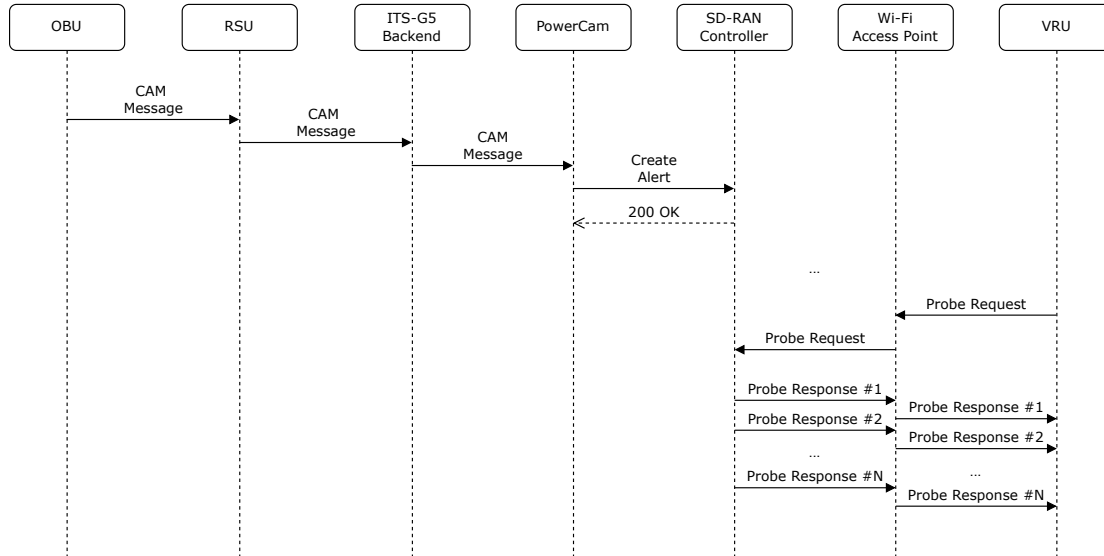 OBU
RSU
ITS-G5
Backend
PowerCam
SD-RAN
Controller
Wi-Fi
Access Point
VRU
CAM
Message
CAM
Message
CAM
Message
Create
Alert
200 OK
...
Probe Request
Probe Request
Probe Response #1
Probe Response #1
Probe Response #2
Probe Response #2
...
...
Probe Response #N
...
Probe Response #N